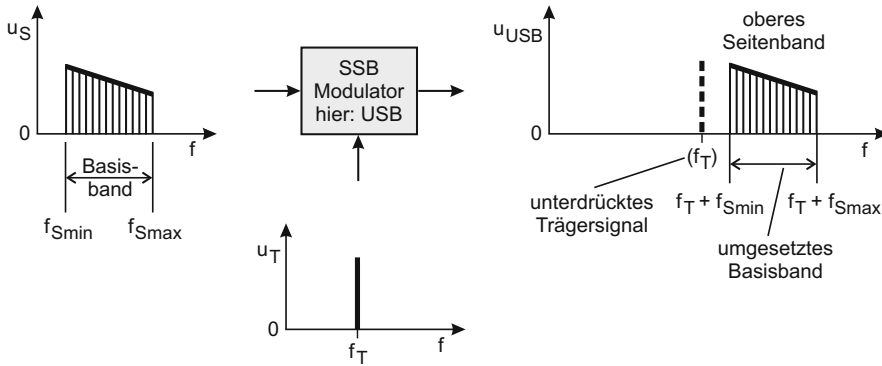 u_S
0
f
Basis-
band
f_Smin
f_Smax
SSB
Modulator
hier: USB
u_T
0
f_T
f
u_USB
0
oberes
Seitenband
(f_T)
f
unterdrücktes
Trägersignal
f_T + f_Smin
f_T + f_Smax
umgesetztes
Basisband